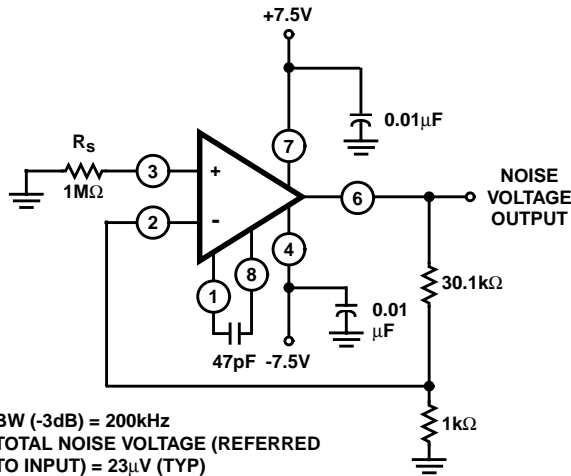 +7.5V
0.01µF
7
Rs
1MΩ
3
+
2
-
6
NOISE
VOLTAGE
OUTPUT
4
1
8
30.1kΩ
0.01
µF
47pF
-7.5V
1kΩ
BW (-3dB) = 200kHz
TOTAL NOISE VOLTAGE (REFERRED
TO INPUT) = 23µV (TYP)